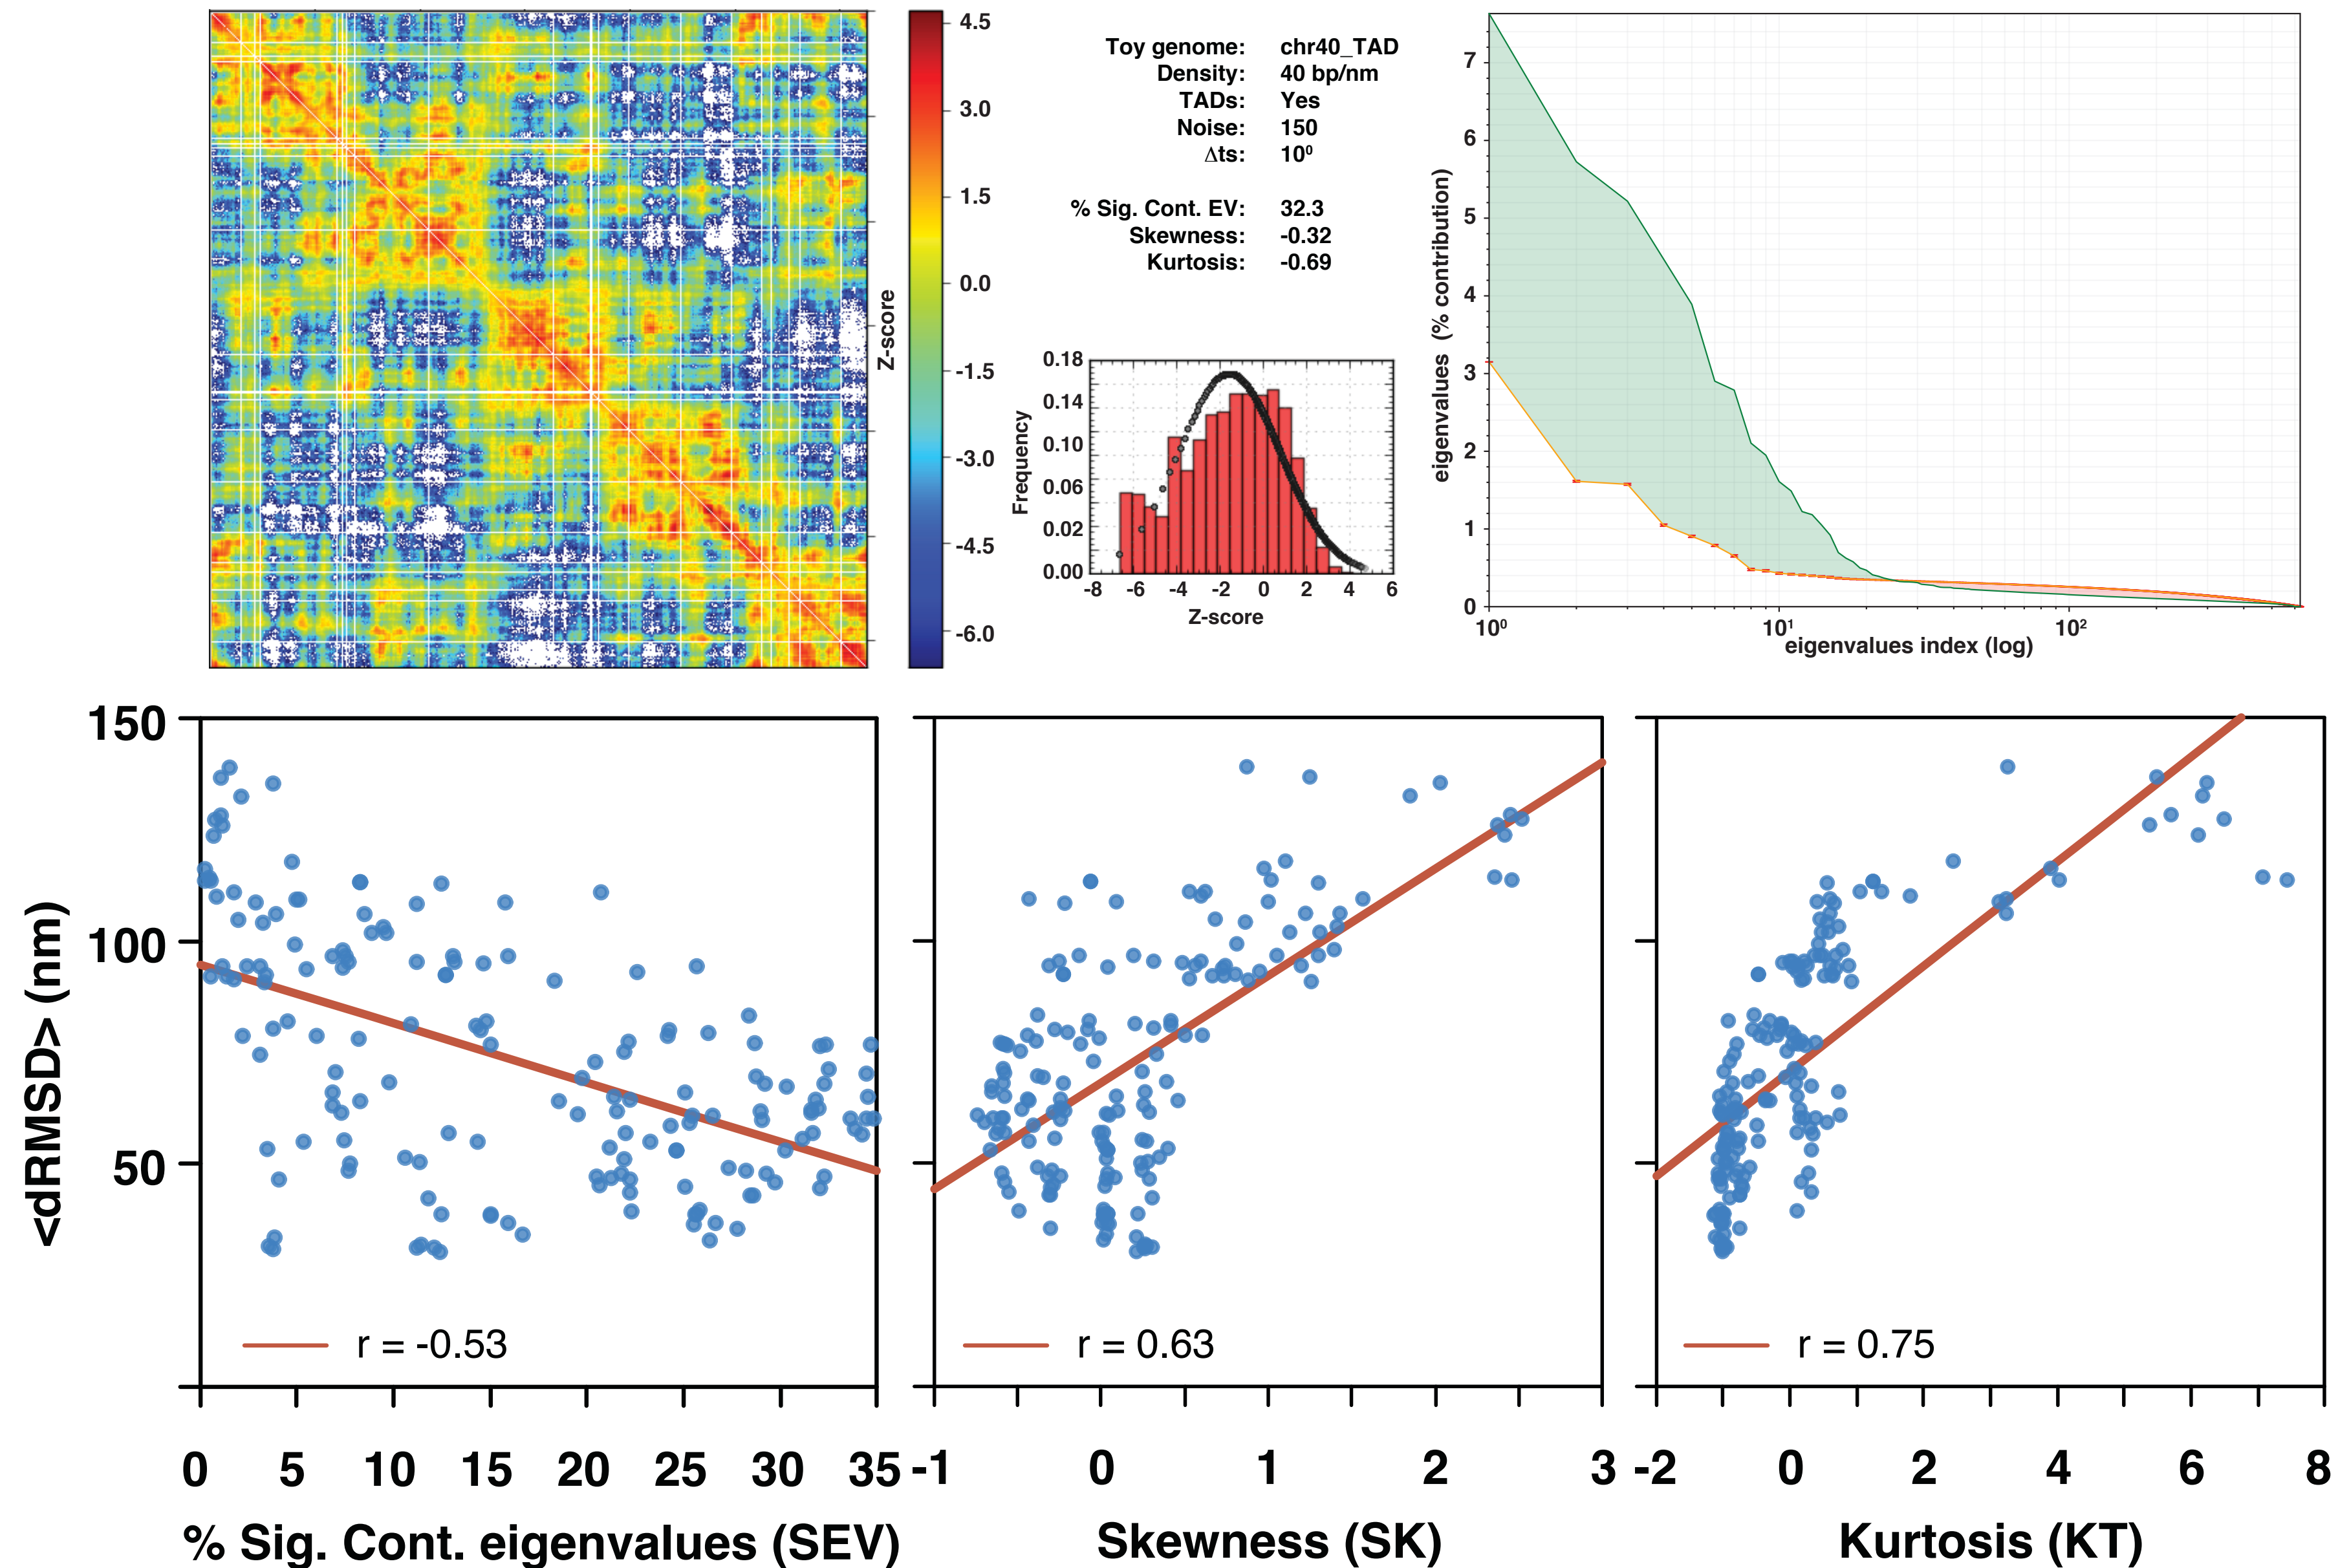 4.5
3.0
1.5
0.0
-1.5
-3.0
-4.5
-6.0
Z-score
Toy genome: chr40_TAD
Density: 40 bp/nm
TADs: Yes
Noise: 150
Δts: 10⁰
% Sig. Cont. EV: 32.3
Skewness: -0.32
Kurtosis: -0.69
0.18
0.14
0.10
0.06
0.02
0.00
Frequency
-8 -6 -4 -2 0 2 4 6
Z-score
7
6
5
4
3
2
1
0
eigenvalues (% contribution)
10⁰ 10¹ 10²
eigenvalues index (log)
150
100
50
<dRMSD> (nm)
r = -0.53
0 5 10 15 20 25 30 35
% Sig. Cont. eigenvalues (SEV)
r = 0.63
-1 0 1 2 3
Skewness (SK)
r = 0.75
-2 0 2 4 6 8
Kurtosis (KT)